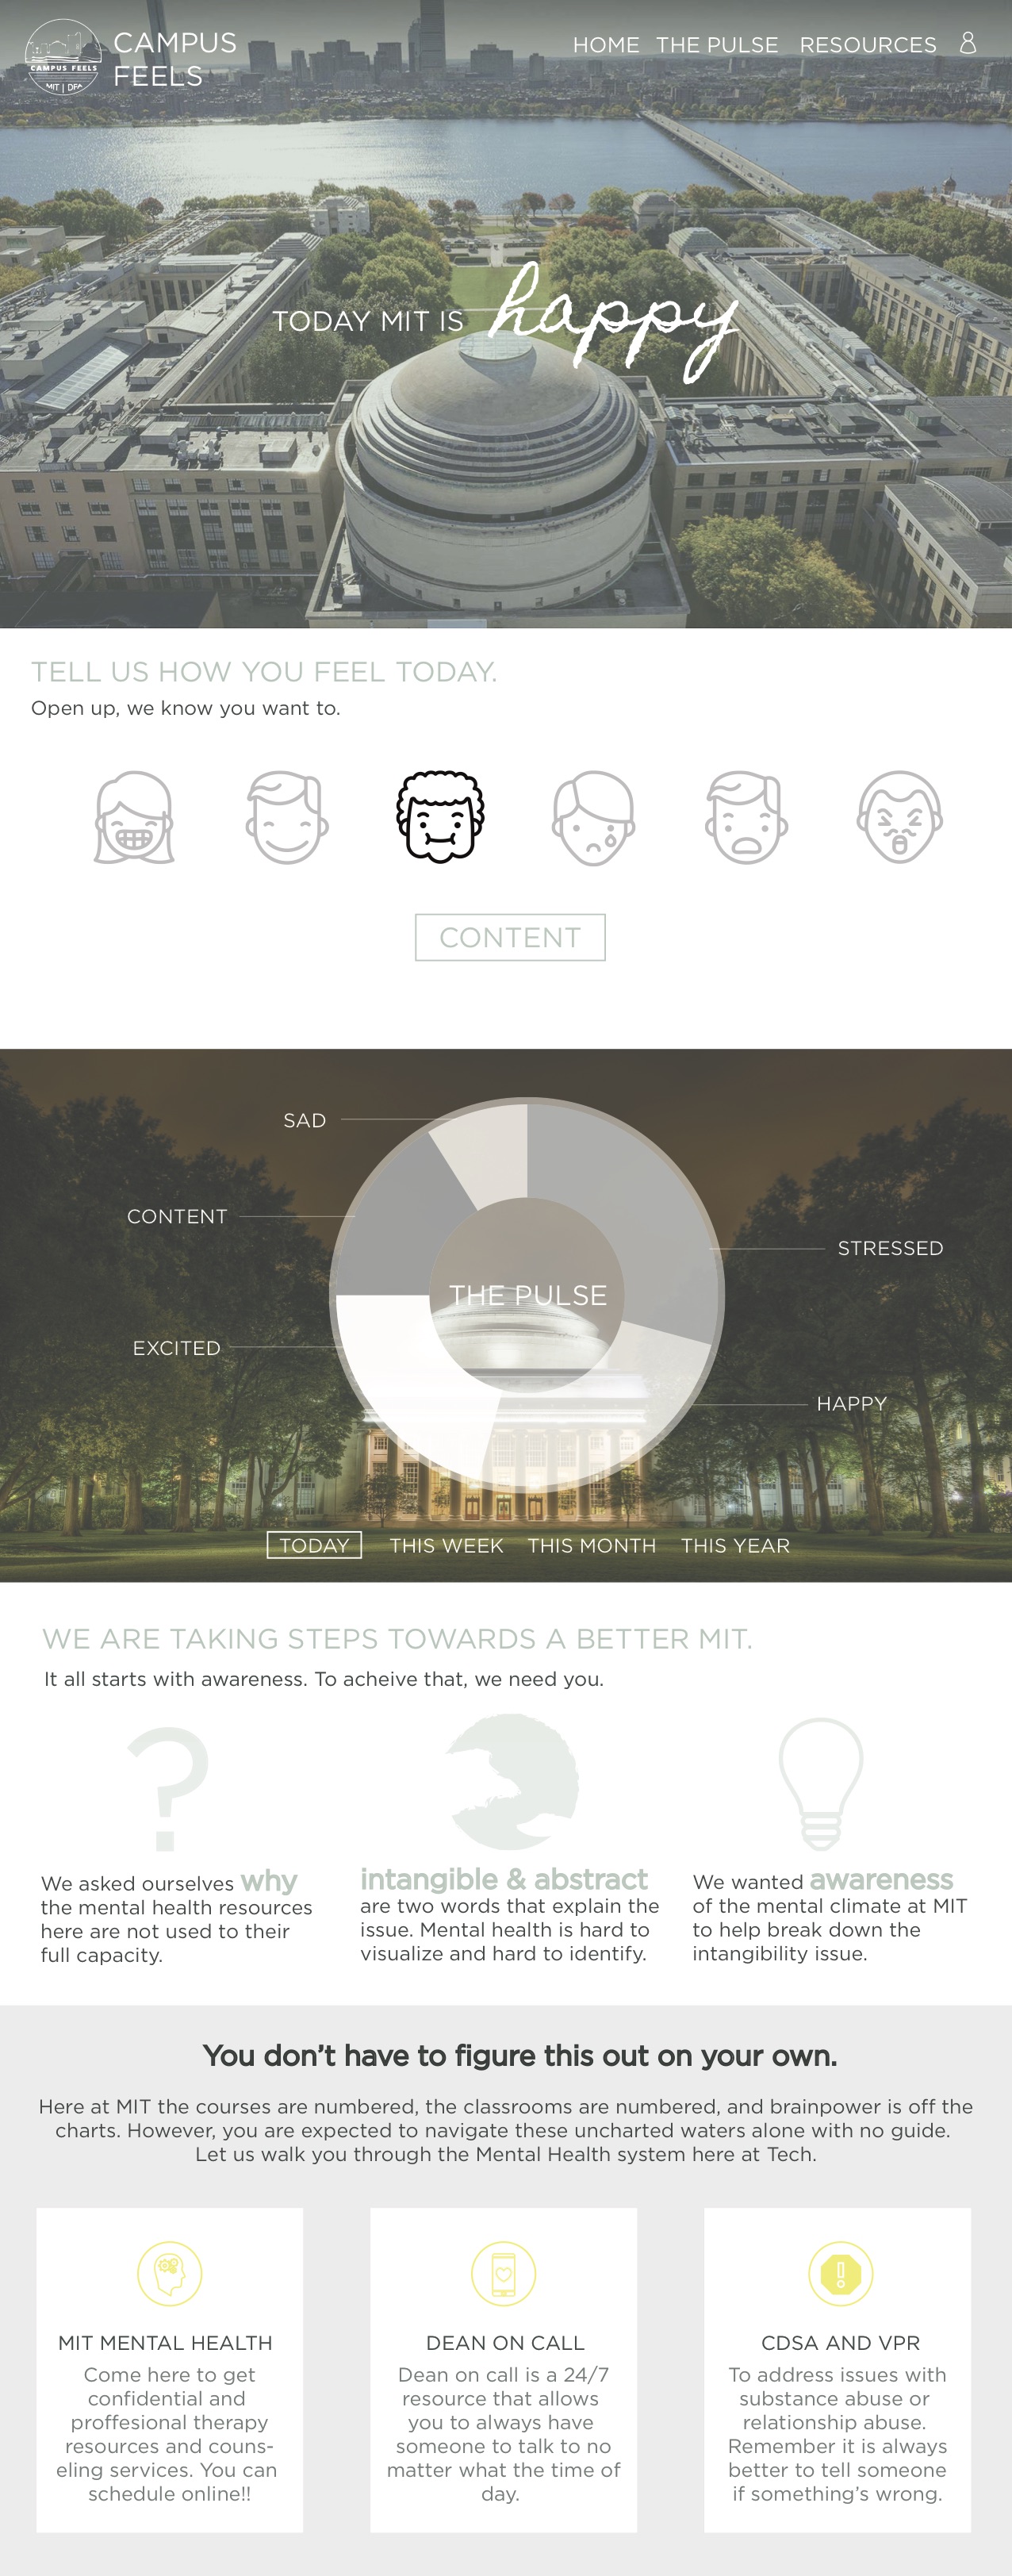 CAMPUS
FEELS
CAMPUS FEELS
MIT | DFA
HOME THE PULSE RESOURCES
TODAY MIT IS happy
TELL US HOW YOU FEEL TODAY.
Open up, we know you want to.
CONTENT
SAD
CONTENT
STRESSED
THE PULSE
EXCITED
HAPPY
TODAY THIS WEEK THIS MONTH THIS YEAR
WE ARE TAKING STEPS TOWARDS A BETTER MIT.
It all starts with awareness. To acheive that, we need you.
?
We asked ourselves why
the mental health resources
here are not used to their
full capacity.
intangible & abstract
are two words that explain the
issue. Mental health is hard to
visualize and hard to identify.
We wanted awareness
of the mental climate at MIT
to help break down the
intangibility issue.
You don't have to figure this out on your own.
Here at MIT the courses are numbered, the classrooms are numbered, and brainpower is off the
charts. However, you are expected to navigate these uncharted waters alone with no guide.
Let us walk you through the Mental Health system here at Tech.
MIT MENTAL HEALTH
Come here to get
confidential and
proffesional therapy
resources and couns-
eling services. You can
schedule online!!
DEAN ON CALL
Dean on call is a 24/7
resource that allows
you to always have
someone to talk to no
matter what the time of
day.
CDSA AND VPR
To address issues with
substance abuse or
relationship abuse.
Remember it is always
better to tell someone
if something's wrong.